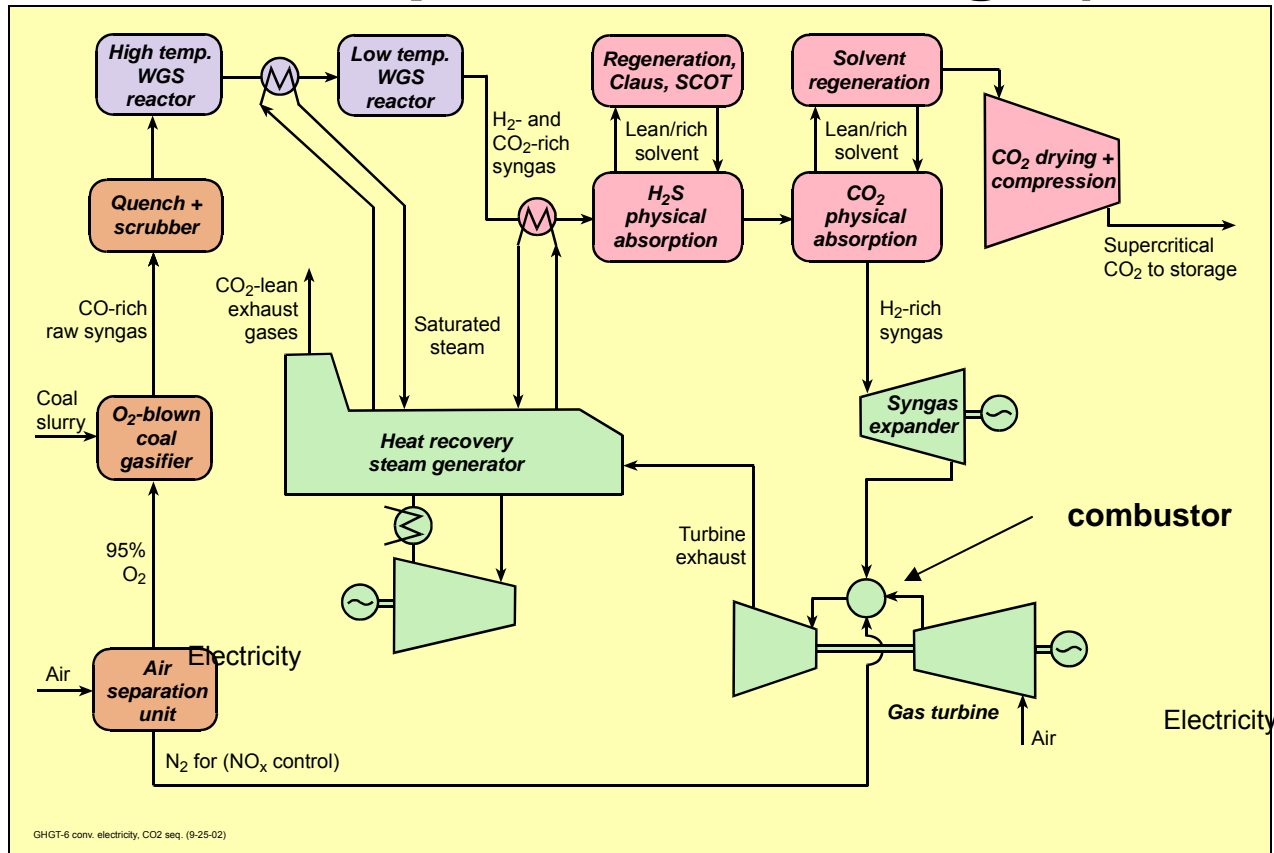 High temp.
WGS
reactor
Low temp.
WGS
reactor
Regeneration,
Claus, SCOT
Solvent
regeneration
H2- and
CO2-rich
syngas
Lean/rich
solvent
Lean/rich
solvent
CO2 drying +
compression
Quench +
scrubber
H2S
physical
absorption
CO2
physical
absorption
Supercritical
CO2 to storage
CO-rich
raw syngas
CO2-lean
exhaust
gases
Saturated
steam
H2-rich
syngas
Coal
slurry
O2-blown
coal
gasifier
Heat recovery
steam generator
Syngas
expander
95%
O2
Turbine
exhaust
combustor
Air
Air
separation
unit
Electricity
Gas turbine
Air
Electricity
N2 for (NOx control)
GHGT-6 conv. electricity, CO2 seq. (9-25-02)